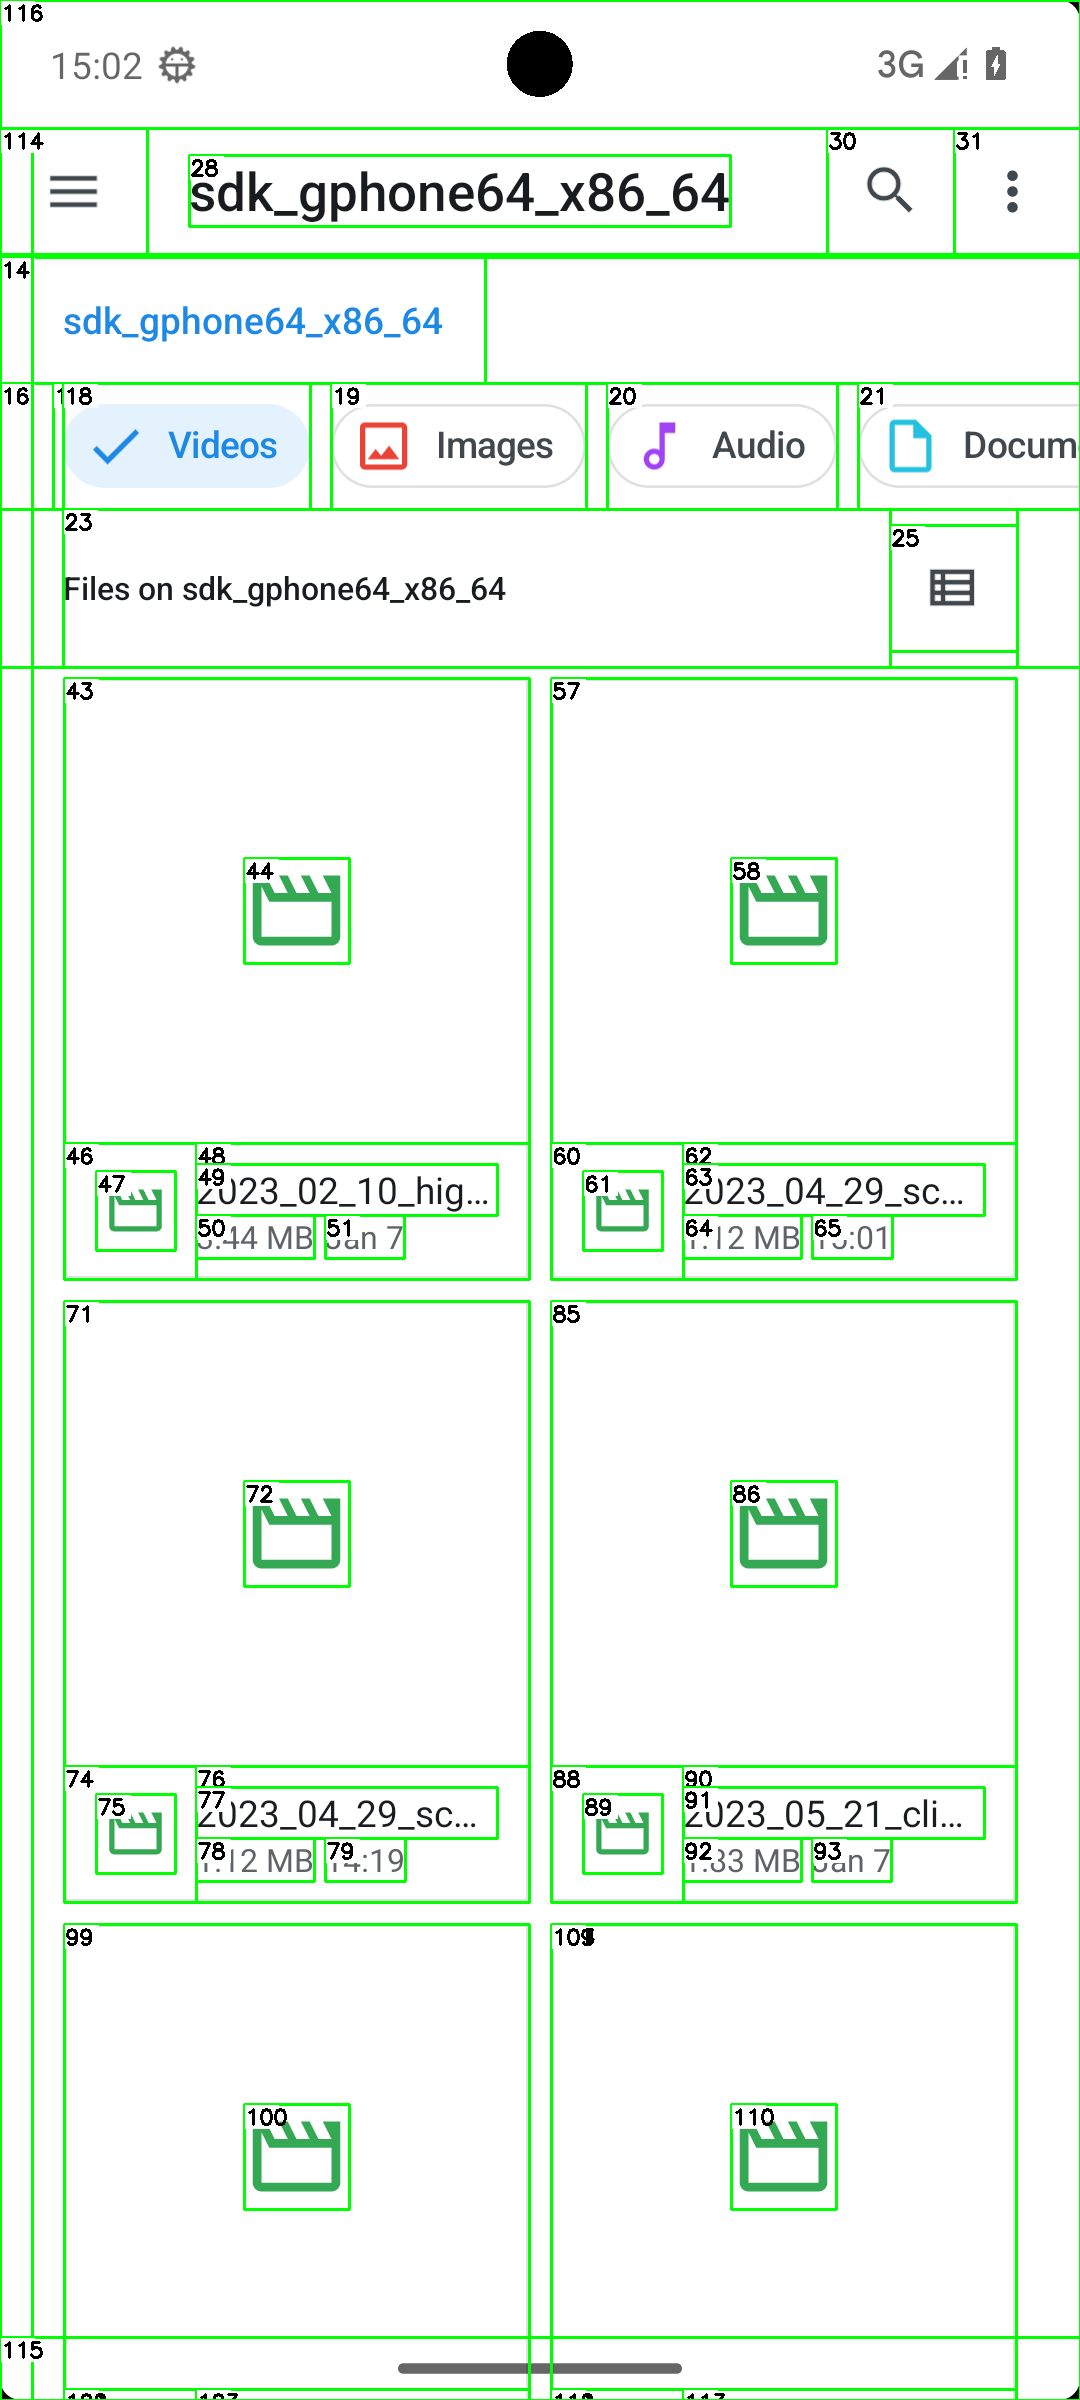 116
15:02 3G
114 28 30 31
sdk_gphone64_x86_64
14
sdk_gphone64_x86_64
16 18 19 20 21
Videos Images Audio Docum
23 25
Files on sdk_gphone64_x86_64
43 57
44 58
46 48 60 62
47 49 2023_02_10_hig... 61 63 2023_04_29_sc...
50 .44 MB 51 Jan 7 64 1.12 MB 65 15:01
71 85
72 86
74 76 88 90
75 77 2023_04_29_sc... 89 91 2023_05_21_cli...
78 1.12 MB 79 14:19 92 1.33 MB 93 Jan 7
99
100 110
115